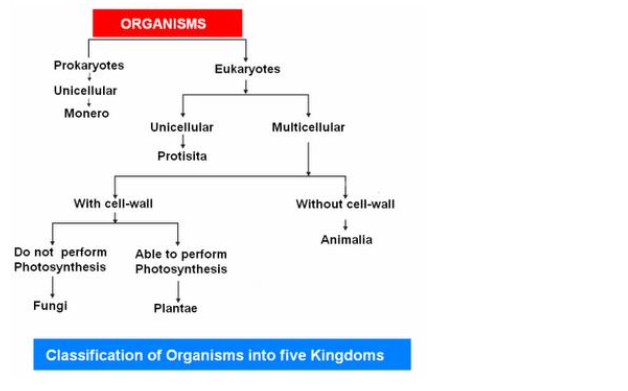 ORGANISMS
Prokaryotes
Eukaryotes
Unicellular
Monero
Unicellular
Multicellular
Protisita
With cell-wall
Without cell-wall
Animalia
Do not perform
Photosynthesis
Able to perform
Photosynthesis
Fungi
Plantae
Classification of Organisms into five Kingdoms